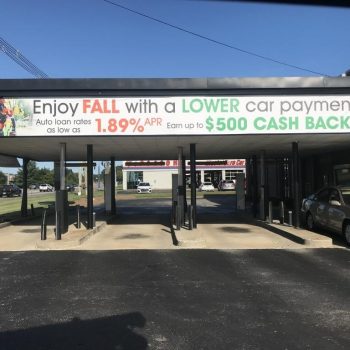 Enjoy FALL with a LOWER car paymen
Auto loan rates as low as 1.89% APR Earn up to $500 CASH BACK